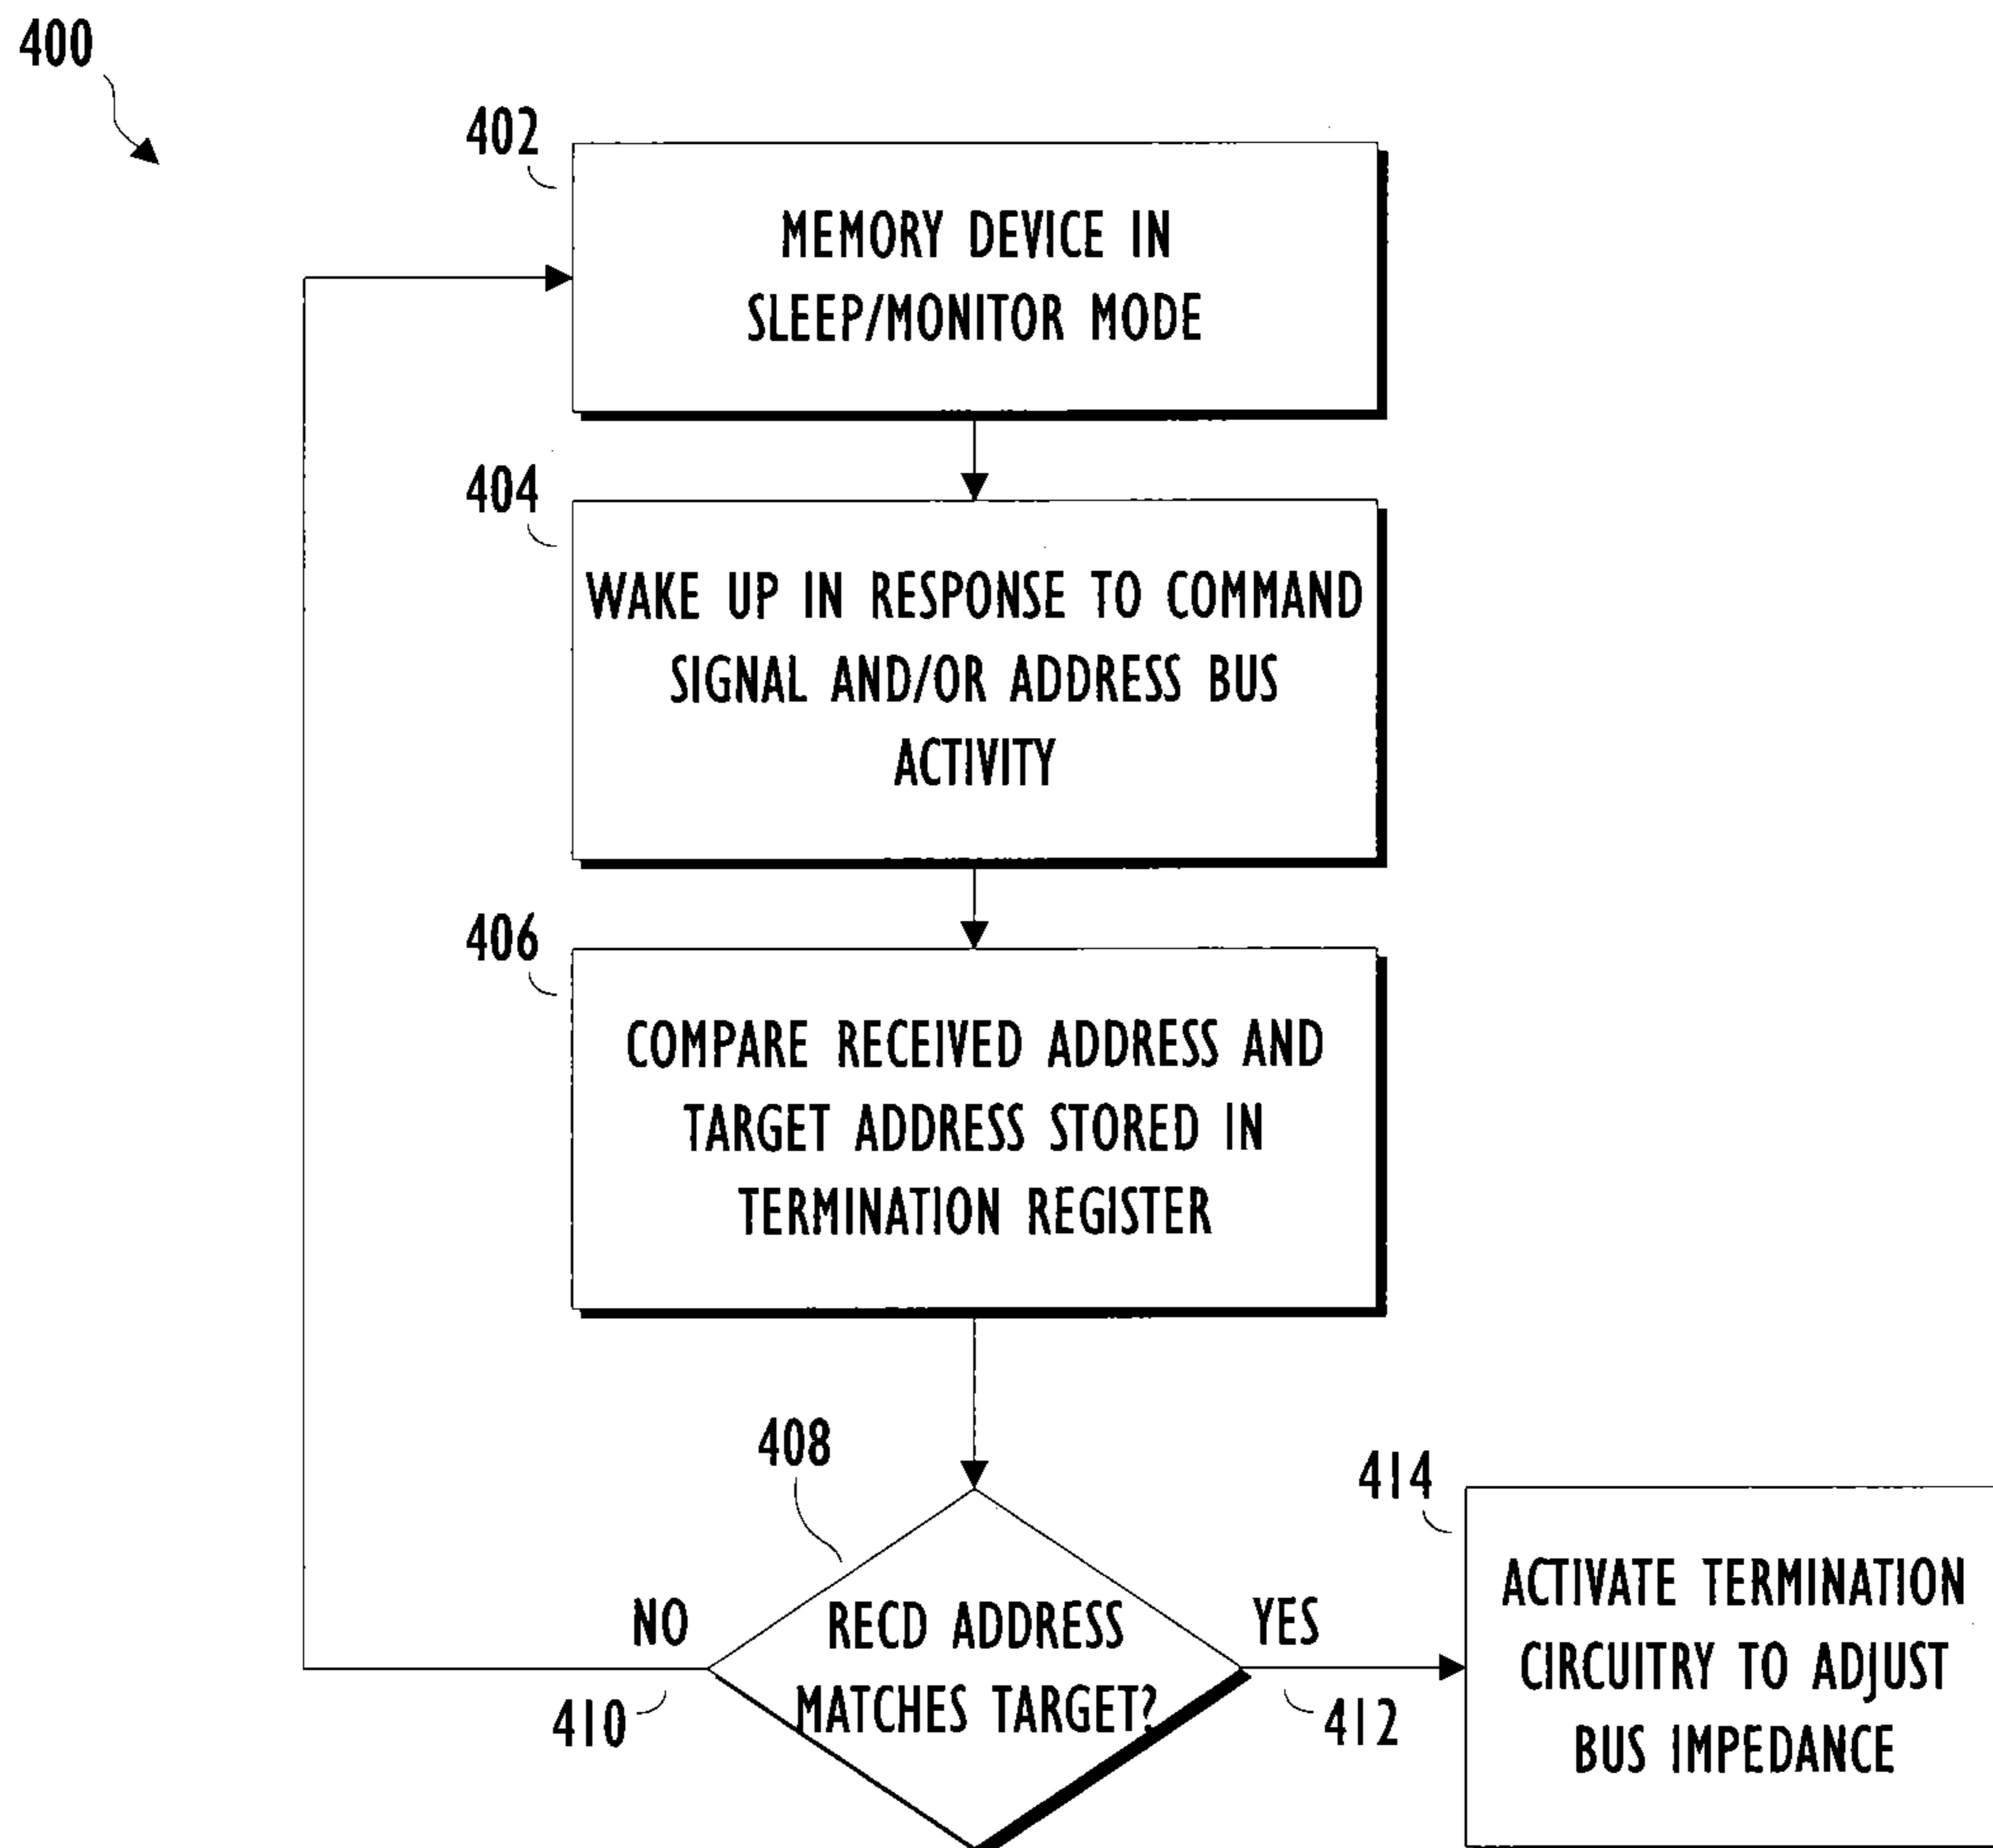 400
402
MEMORY DEVICE IN
SLEEP/MONITOR MODE
404
WAKE UP IN RESPONSE TO COMMAND
SIGNAL AND/OR ADDRESS BUS
ACTIVITY
406
COMPARE RECEIVED ADDRESS AND
TARGET ADDRESS STORED IN
TERMINATION REGISTER
408
RECD ADDRESS
MATCHES TARGET?
NO
410
YES
412
414
ACTIVATE TERMINATION
CIRCUITRY TO ADJUST
BUS IMPEDANCE